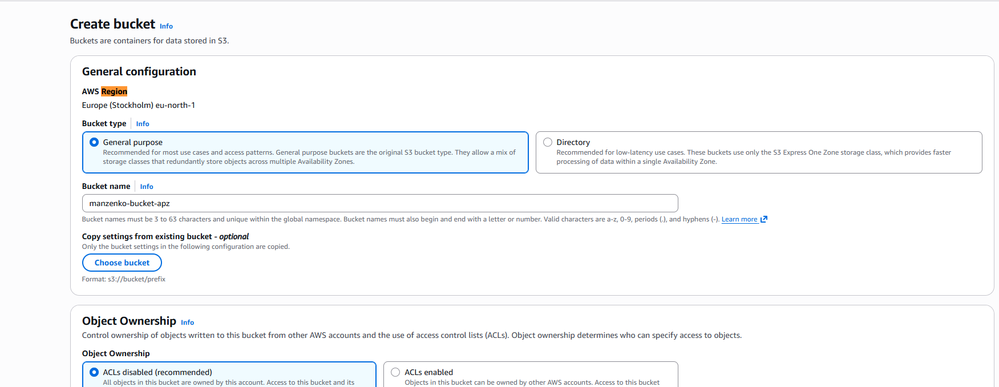 Create bucket Info
Buckets are containers for data stored in S3.
General configuration
AWS Region
Europe (Stockholm) eu-north-1
Bucket type Info
General purpose
Recommended for most use cases and access patterns. General purpose buckets are the original S3 bucket type. They allow a mix of
storage classes that redundantly store objects across multiple Availability Zones.
Directory
Recommended for low-latency use cases. These buckets use only the S3 Express One Zone storage class, which provides faster
processing of data within a single Availability Zone.
Bucket name Info
manzenko-bucket-apz
Bucket names must be 3 to 63 characters and unique within the global namespace. Bucket names must also begin and end with a letter or number. Valid characters are a-z, 0-9, periods (.), and hyphens (-). Learn more
Copy settings from existing bucket - optional
Only the bucket settings in the following configuration are copied.
Choose bucket
Format: s3://bucket/prefix
Object Ownership Info
Control ownership of objects written to this bucket from other AWS accounts and the use of access control lists (ACLs). Object ownership determines who can specify access to objects.
Object Ownership
ACLs disabled (recommended)
All objects in this bucket are owned by this account. Access to this bucket and its
ACLs enabled
Objects in this bucket can be owned by other AWS accounts. Access to this bucket